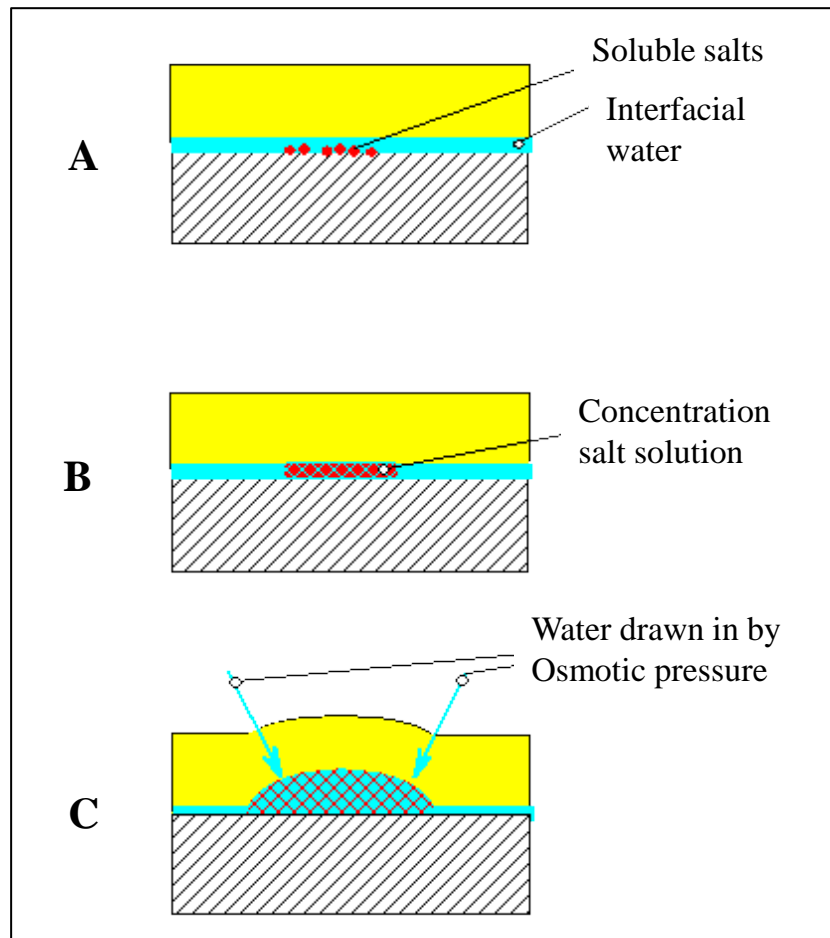 Soluble salts
Interfacial
water
A
Concentration
salt solution
B
Water drawn in by
Osmotic pressure
C